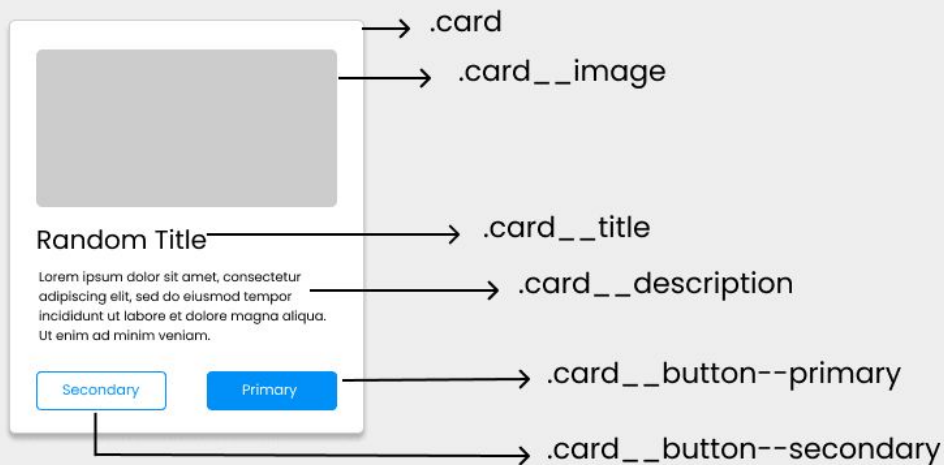 .card
.card__image
Random Title
.card__title
Lorem ipsum dolor sit amet, consectetur
adipiscing elit, sed do eiusmod tempor
incididunt ut labore et dolore magna aliqua.
Ut enim ad minim veniam.
.card__description
Secondary
Primary
.card__button--primary
.card__button--secondary